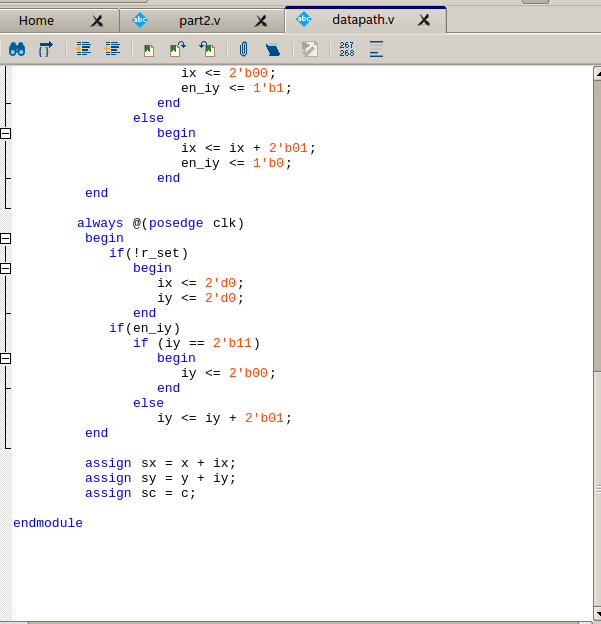 Home part2.v datapath.v
267
268
ix <= 2'b00;
en_iy <= 1'b1;
end
else
begin
ix <= ix + 2'b01;
en_iy <= 1'b0;
end
end
always @(posedge clk)
begin
if(!r_set)
begin
ix <= 2'd0;
iy <= 2'd0;
end
if(en_iy)
if (iy == 2'b11)
begin
iy <= 2'b00;
end
else
iy <= iy + 2'b01;
end
assign sx = x + ix;
assign sy = y + iy;
assign sc = c;
endmodule